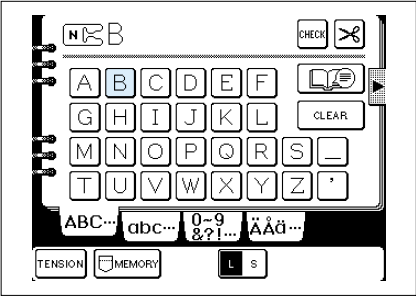 N B CHECK
A B C D E F
G H I J K L CLEAR
M N O P Q R S _
T U V W X Y Z '
ABC… abc… 0~9 &?!… ÄÅä…
TENSION MEMORY L S